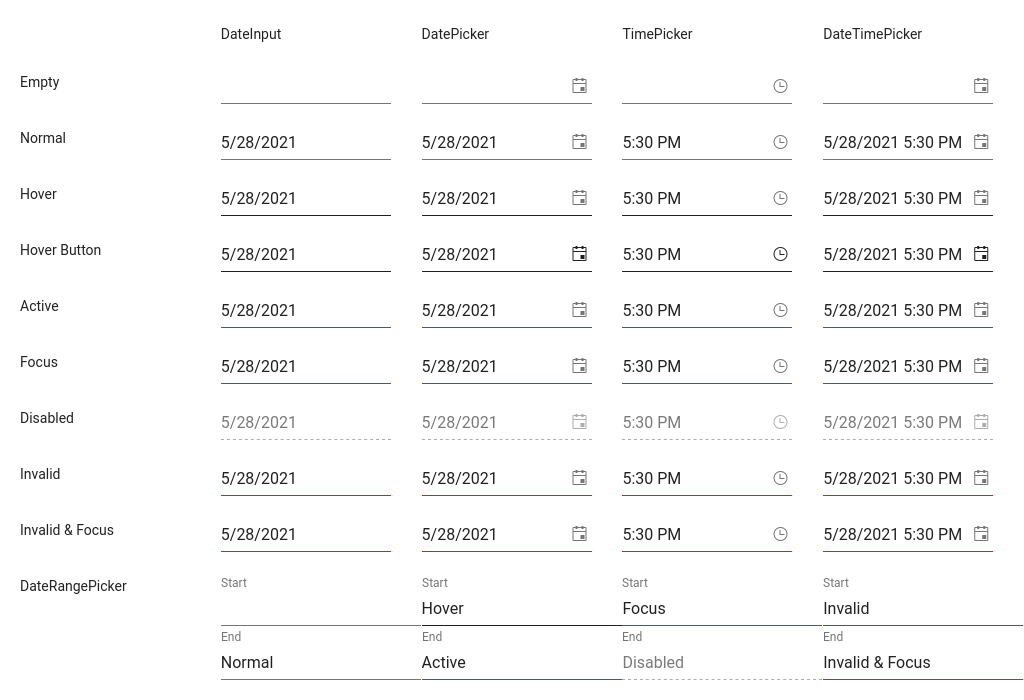 DateInput DatePicker TimePicker DateTimePicker
Empty
Normal 5/28/2021 5/28/2021 5:30 PM 5/28/2021 5:30 PM
Hover 5/28/2021 5/28/2021 5:30 PM 5/28/2021 5:30 PM
Hover Button 5/28/2021 5/28/2021 5:30 PM 5/28/2021 5:30 PM
Active 5/28/2021 5/28/2021 5:30 PM 5/28/2021 5:30 PM
Focus 5/28/2021 5/28/2021 5:30 PM 5/28/2021 5:30 PM
Disabled 5/28/2021 5/28/2021 5:30 PM 5/28/2021 5:30 PM
Invalid 5/28/2021 5/28/2021 5:30 PM 5/28/2021 5:30 PM
Invalid & Focus 5/28/2021 5/28/2021 5:30 PM 5/28/2021 5:30 PM
DateRangePicker Start Start Start Start
Hover Focus Invalid
End End End End
Normal Active Disabled Invalid & Focus